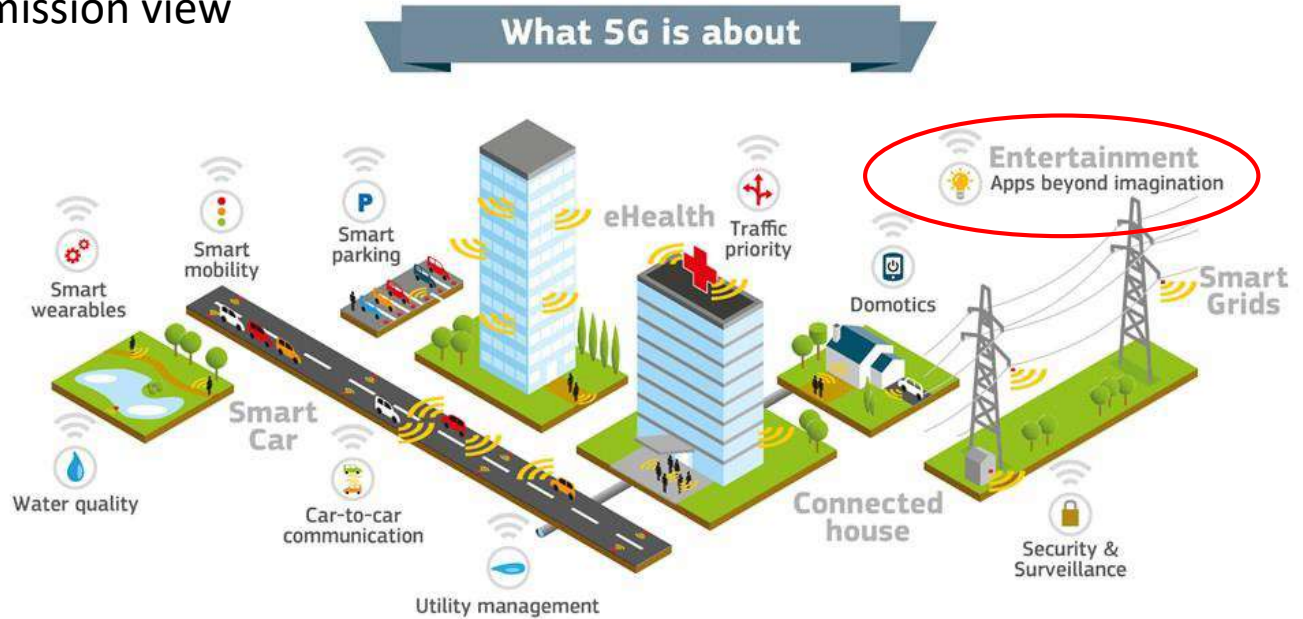 mission view
What 5G is about
Entertainment
Apps beyond imagination
eHealth
Traffic
priority
Smart
parking
Smart
mobility
Smart
wearables
Domotics
Smart
Grids
Smart
Car
Water quality
Car-to-car
communication
Connected
house
Security &
Surveillance
Utility management
P